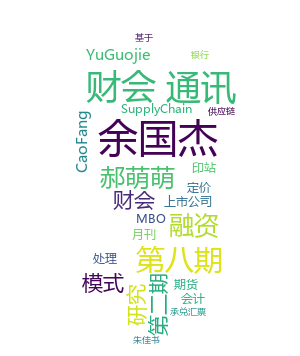 基于
YuGuojie 银行
财会 通讯
SupplyChain 供应链
CaoFang
余国杰
郝萌萌 印站
财会 定价
上市公司
MBO 融资
月刊
第八期
处理
模式 第二期 研究 期货
会计
承兑汇票
朱佳书